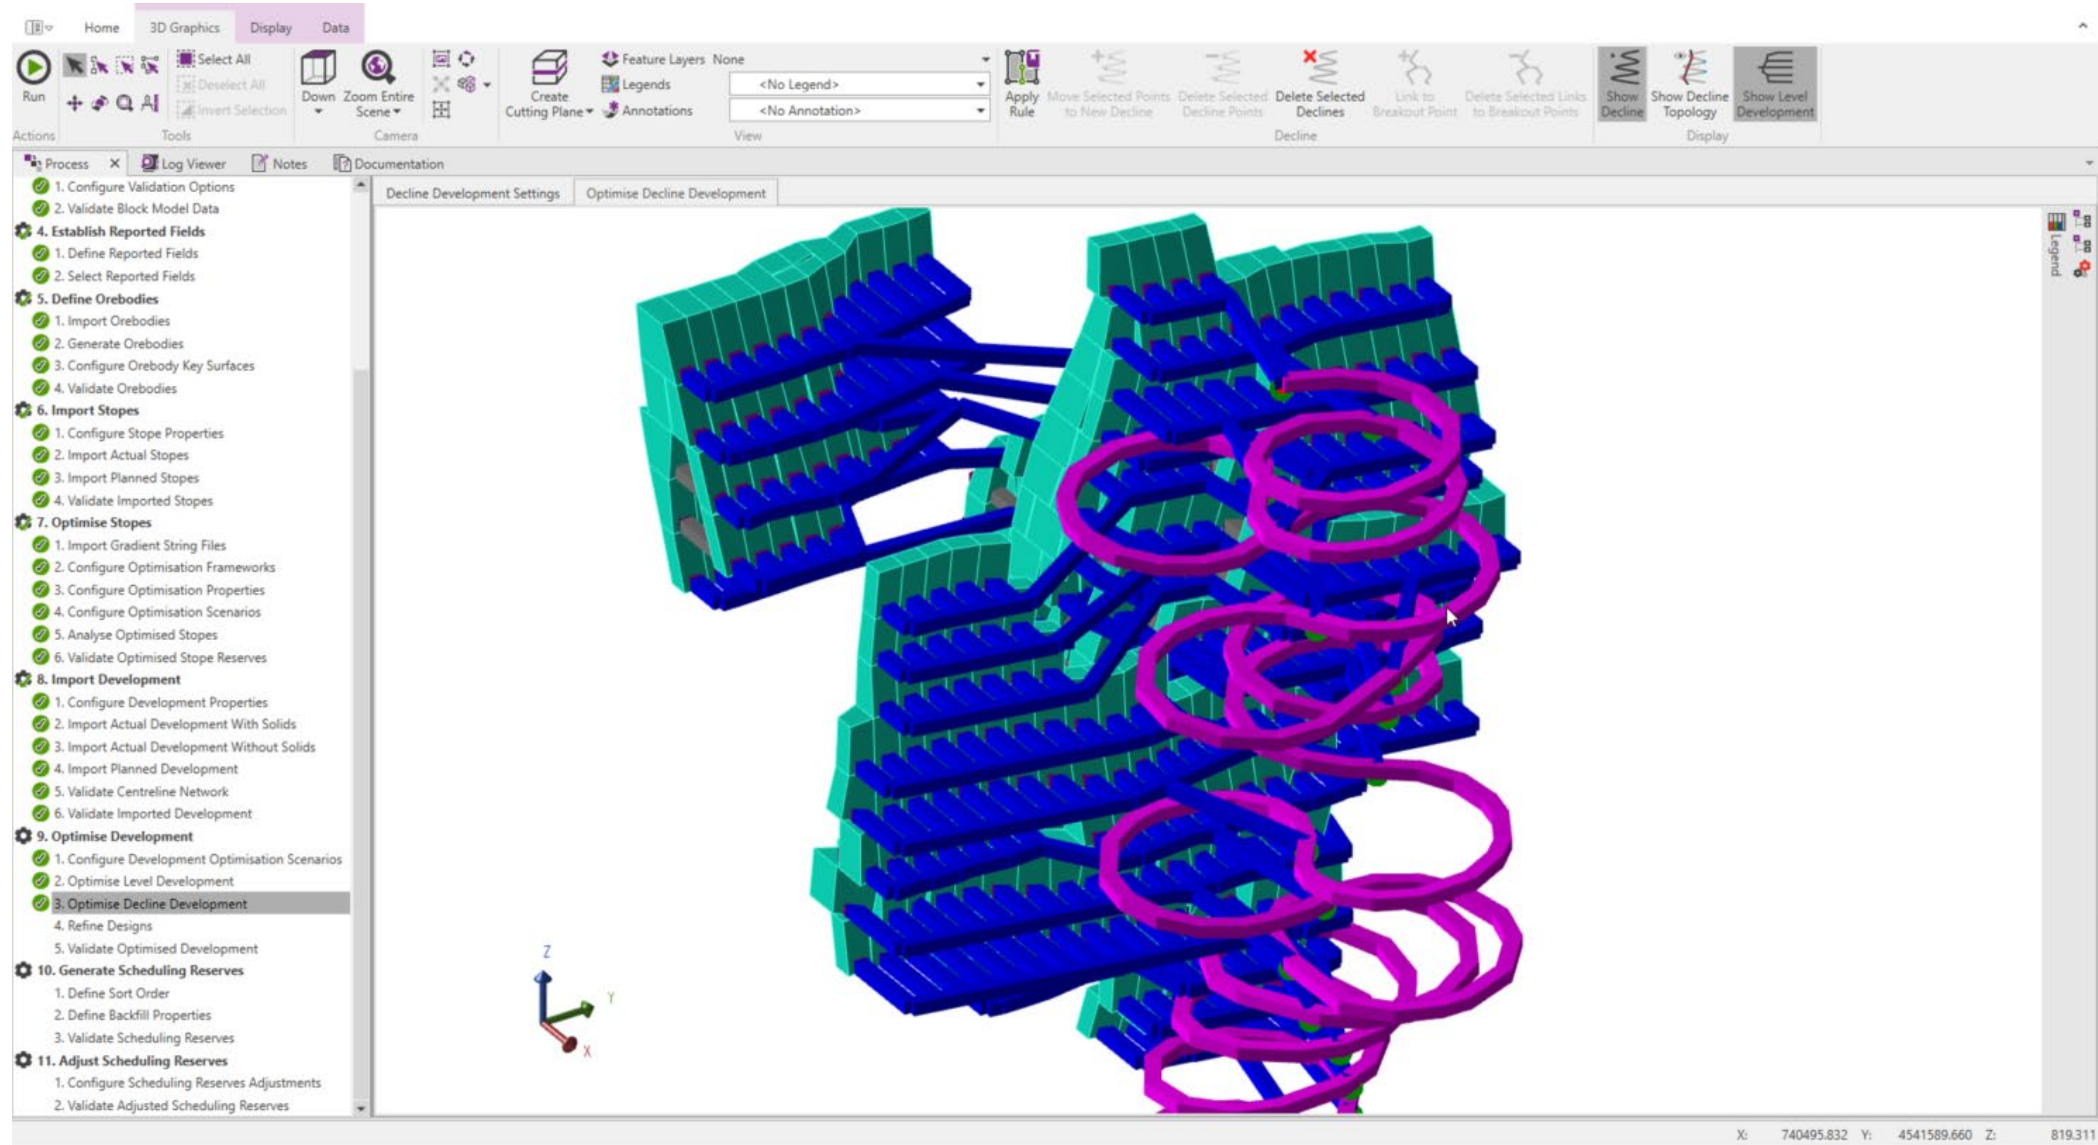 Home 3D Graphics Display Data
Run
Select All
Deselect All
Invert Selection
Down
Zoom Entire
Scene
Create
Cutting Plane
Feature Layers None
Legends <No Legend>
Annotations <No Annotation>
Apply
Rule
Move Selected Points
to New Decline
Delete Selected
Decline Points
Delete Selected
Declines
Link to
Breakout Point
Delete Selected Links
to Breakout Points
Show
Decline
Show Decline
Topology
Show Level
Development
Actions Tools Camera View Decline Display
Process Log Viewer Notes Documentation
1. Configure Validation Options
2. Validate Block Model Data
4. Establish Reported Fields
1. Define Reported Fields
2. Select Reported Fields
5. Define Orebodies
1. Import Orebodies
2. Generate Orebodies
3. Configure Orebody Key Surfaces
4. Validate Orebodies
6. Import Stopes
1. Configure Stope Properties
2. Import Actual Stopes
3. Import Planned Stopes
4. Validate Imported Stopes
7. Optimise Stopes
1. Import Gradient String Files
2. Configure Optimisation Frameworks
3. Configure Optimisation Properties
4. Configure Optimisation Scenarios
5. Analyse Optimised Stopes
6. Validate Optimised Stope Reserves
8. Import Development
1. Configure Development Properties
2. Import Actual Development With Solids
3. Import Actual Development Without Solids
4. Import Planned Development
5. Validate Centreline Network
6. Validate Imported Development
9. Optimise Development
1. Configure Development Optimisation Scenarios
2. Optimise Level Development
3. Optimise Decline Development
4. Refine Designs
5. Validate Optimised Development
10. Generate Scheduling Reserves
1. Define Sort Order
2. Define Backfill Properties
3. Validate Scheduling Reserves
11. Adjust Scheduling Reserves
1. Configure Scheduling Reserves Adjustments
2. Validate Adjusted Scheduling Reserves
Decline Development Settings Optimise Decline Development
Legend
Z
Y
X
X: 740495.832 Y: 4541589.660 Z: 819.311